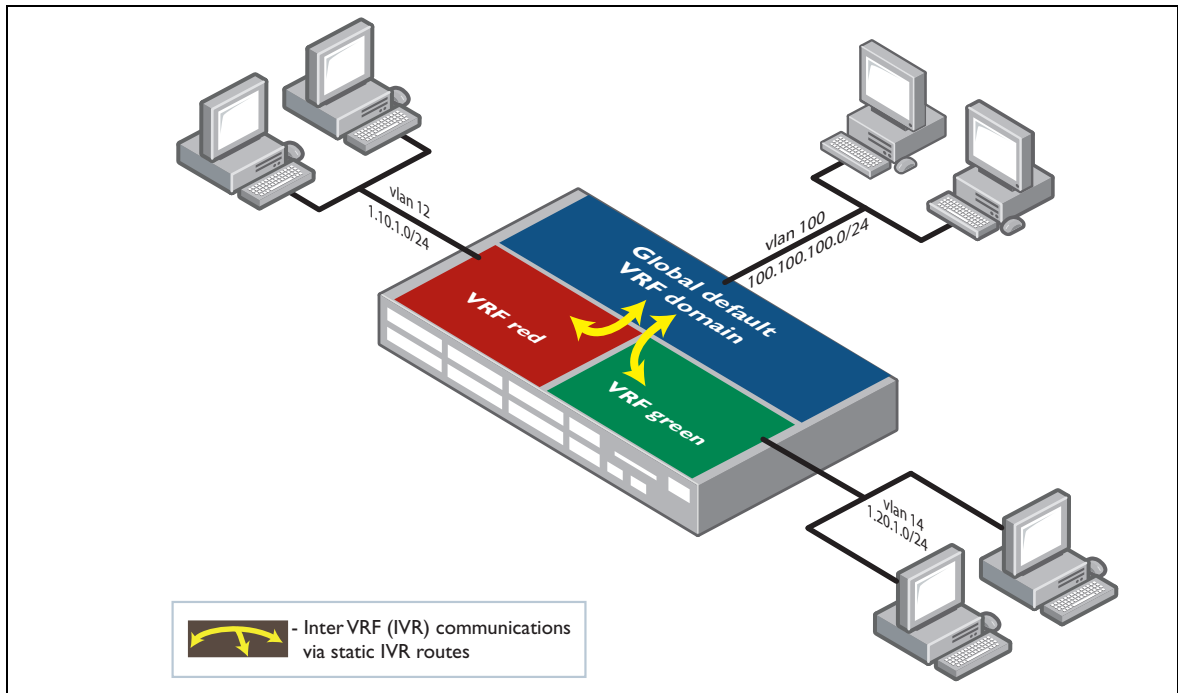 vlan 12
1.10.1.0/24
vlan 100
100.100.100.0/24
Global default
VRF domain
VRF red
VRF green
vlan 14
1.20.1.0/24
- Inter VRF (IVR) communications
via static IVR routes